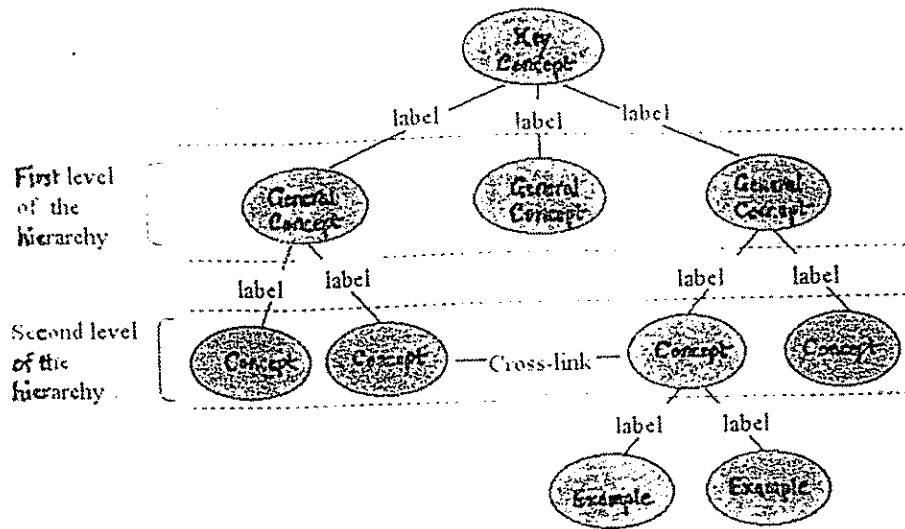 Key
Concept
label
label
label
First level
of the
hierarchy
General
Concept
General
Concept
General
Concept
label
label
label
label
Second level
of the
hierarchy
Concept
Concept
Cross-link
Concept
Concept
label
label
Example
Example